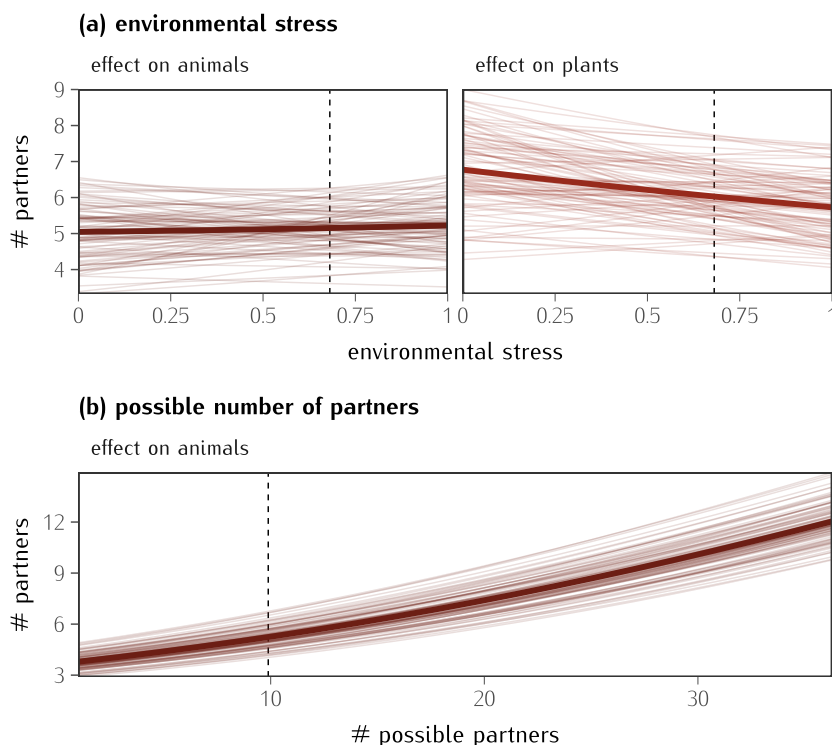 (a) environmental stress
effect on animals
effect on plants
# partners
9
8
7
6
5
4
0 0.25 0.5 0.75 1
0 0.25 0.5 0.75 1
environmental stress
(b) possible number of partners
effect on animals
# partners
12
9
6
3
10 20 30
# possible partners